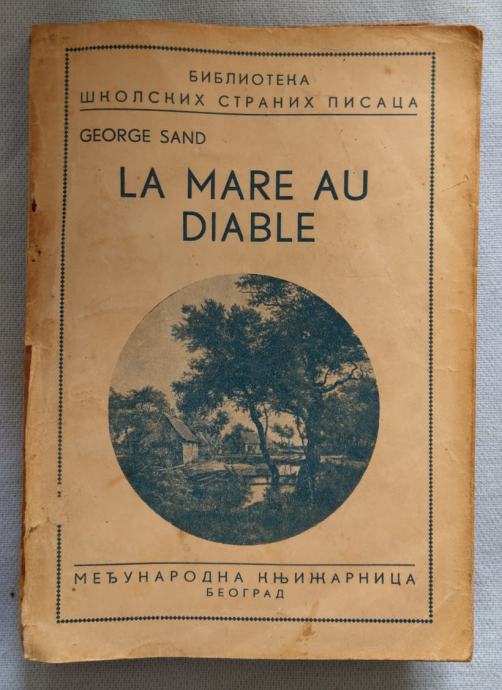 БИБЛИОТЕКА
ШКОЛСКИХ СТРАНИХ ПИСАЦА
GEORGE SAND
LA MARE AU
DIABLE
МЕЂУНАРОДНА КЊИЖАРНИЦА
БЕОГРАД